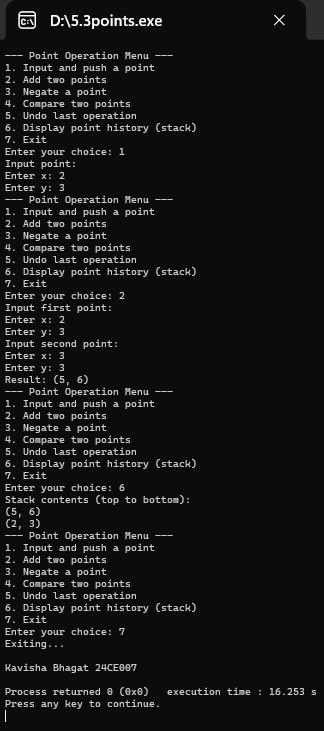 D:\5.3points.exe
--- Point Operation Menu ---
1. Input and push a point
2. Add two points
3. Negate a point
4. Compare two points
5. Undo last operation
6. Display point history (stack)
7. Exit
Enter your choice: 1
Input point:
Enter x: 2
Enter y: 3
--- Point Operation Menu ---
1. Input and push a point
2. Add two points
3. Negate a point
4. Compare two points
5. Undo last operation
6. Display point history (stack)
7. Exit
Enter your choice: 2
Input first point:
Enter x: 2
Enter y: 3
Input second point:
Enter x: 3
Enter y: 3
Result: (5, 6)
--- Point Operation Menu ---
1. Input and push a point
2. Add two points
3. Negate a point
4. Compare two points
5. Undo last operation
6. Display point history (stack)
7. Exit
Enter your choice: 6
Stack contents (top to bottom):
(5, 6)
(2, 3)
--- Point Operation Menu ---
1. Input and push a point
2. Add two points
3. Negate a point
4. Compare two points
5. Undo last operation
6. Display point history (stack)
7. Exit
Enter your choice: 7
Exiting...
Kavisha Bhagat 24CE007
Process returned 0 (0x0)   execution time : 16.253 s
Press any key to continue.